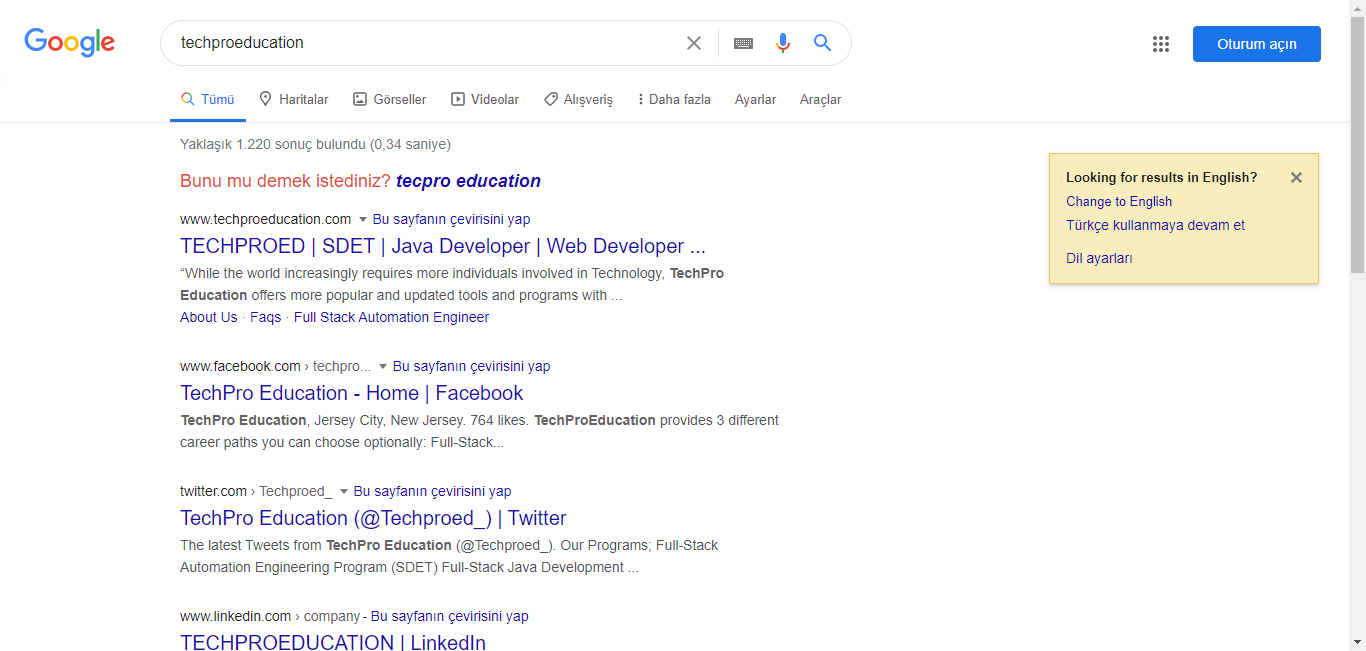 Google
techproeducation
Oturum açın
Tümü
Haritalar
Görseller
Videolar
Alışveriş
Daha fazla
Ayarlar
Araçlar
Yaklaşık 1.220 sonuç bulundu (0,34 saniye)
Bunu mu demek istediniz? tecpro education
www.techproeducation.com Bu sayfanın çevirisini yap
TECHPROED | SDET | Java Developer | Web Developer ...
“While the world increasingly requires more individuals involved in Technology, TechPro
Education offers more popular and updated tools and programs with ...
About Us · Faqs · Full Stack Automation Engineer
www.facebook.com › techpro... Bu sayfanın çevirisini yap
TechPro Education - Home | Facebook
TechPro Education, Jersey City, New Jersey. 764 likes. TechProEducation provides 3 different
career paths you can choose optionally: Full-Stack...
twitter.com › Techproed_ Bu sayfanın çevirisini yap
TechPro Education (@Techproed_) | Twitter
The latest Tweets from TechPro Education (@Techproed_). Our Programs; Full-Stack
Automation Engineering Program (SDET) Full-Stack Java Development ...
www.linkedin.com › company - Bu sayfanın çevirisini yap
TECHPROEDUCATION | LinkedIn
Looking for results in English?
Change to English
Türkçe kullanmaya devam et
Dil ayarları